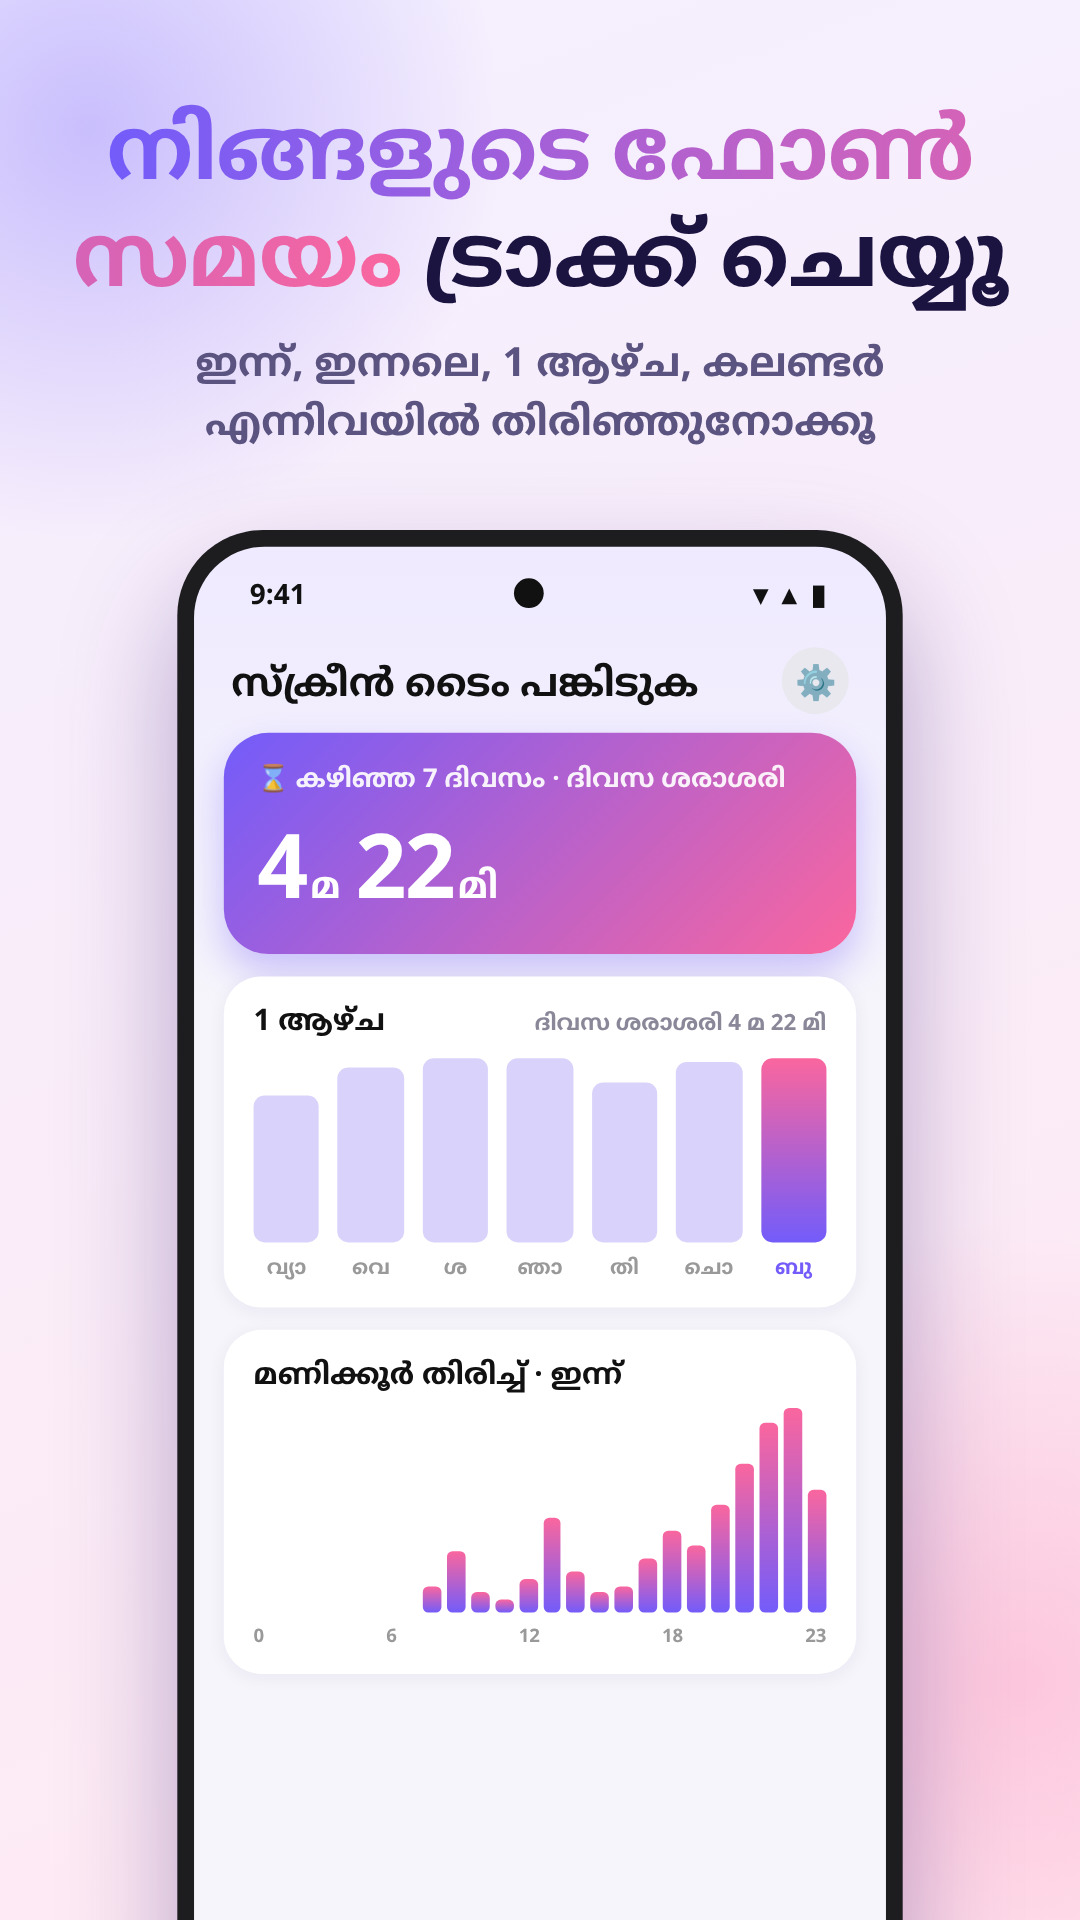 നിങ്ങളുടെ ഫോൺ
സമയം ട്രാക്ക് ചെയ്യൂ
ഇന്ന്, ഇന്നലെ, 1 ആഴ്ച, കലണ്ടർ
എന്നിവയിൽ തിരിഞ്ഞുനോക്കൂ
9:41
സ്ക്രീൻ ടൈം പങ്കിടുക
⌛ കഴിഞ്ഞ 7 ദിവസം · ദിവസ ശരാശരി
4മ 22മി
1 ആഴ്ച ദിവസ ശരാശരി 4 മ 22 മി
വ്യാ വെ ശ ഞാ തി ചൊ ബു
മണിക്കൂർ തിരിച്ച് · ഇന്ന്
0 6 12 18 23